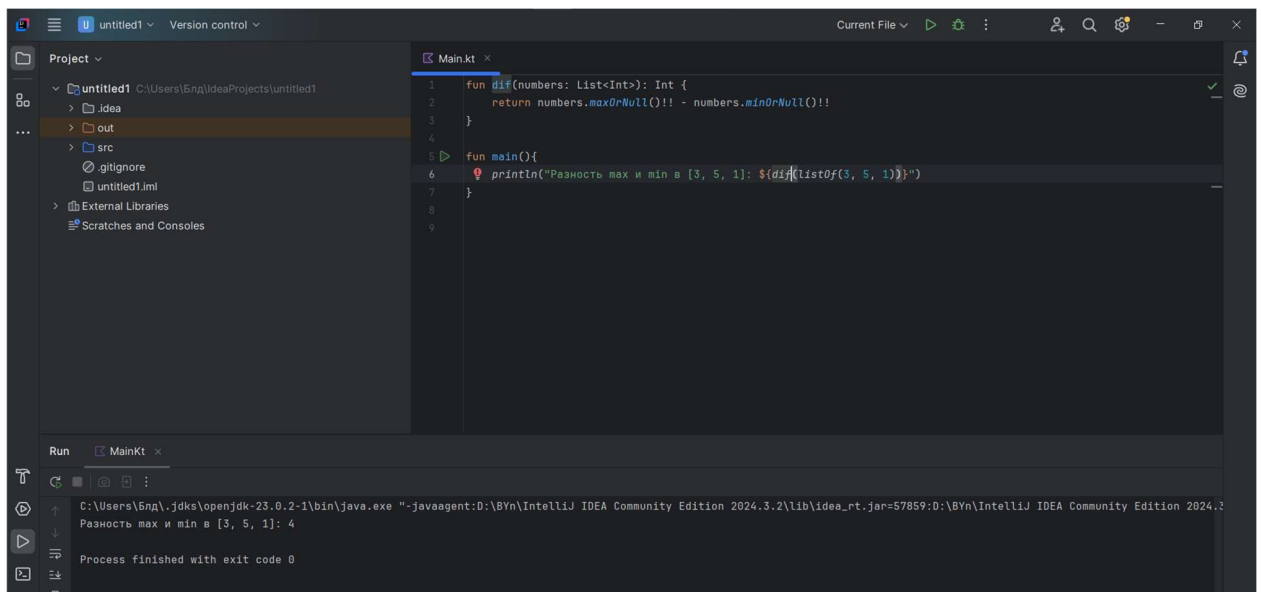 U untitled1 Version control Current File
Project
Main.kt
untitled1 C:\Users\Блд\IdeaProjects\untitled1
.idea
out
src
.gitignore
untitled1.iml
External Libraries
Scratches and Consoles
1 fun dif(numbers: List<Int>): Int {
2 return numbers.maxOrNull()!! - numbers.minOrNull()!!
3 }
4
5 fun main(){
6 println("Разность max и min в [3, 5, 1]: ${dif(listOf(3, 5, 1))}")
7 }
8
9
Run MainKt
C:\Users\Блд\.jdks\openjdk-23.0.2-1\bin\java.exe "-javaagent:D:\BYn\IntelliJ IDEA Community Edition 2024.3.2\lib\idea_rt.jar=57859:D:\BYn\IntelliJ IDEA Community Edition 2024.3
Разность max и min в [3, 5, 1]: 4
Process finished with exit code 0